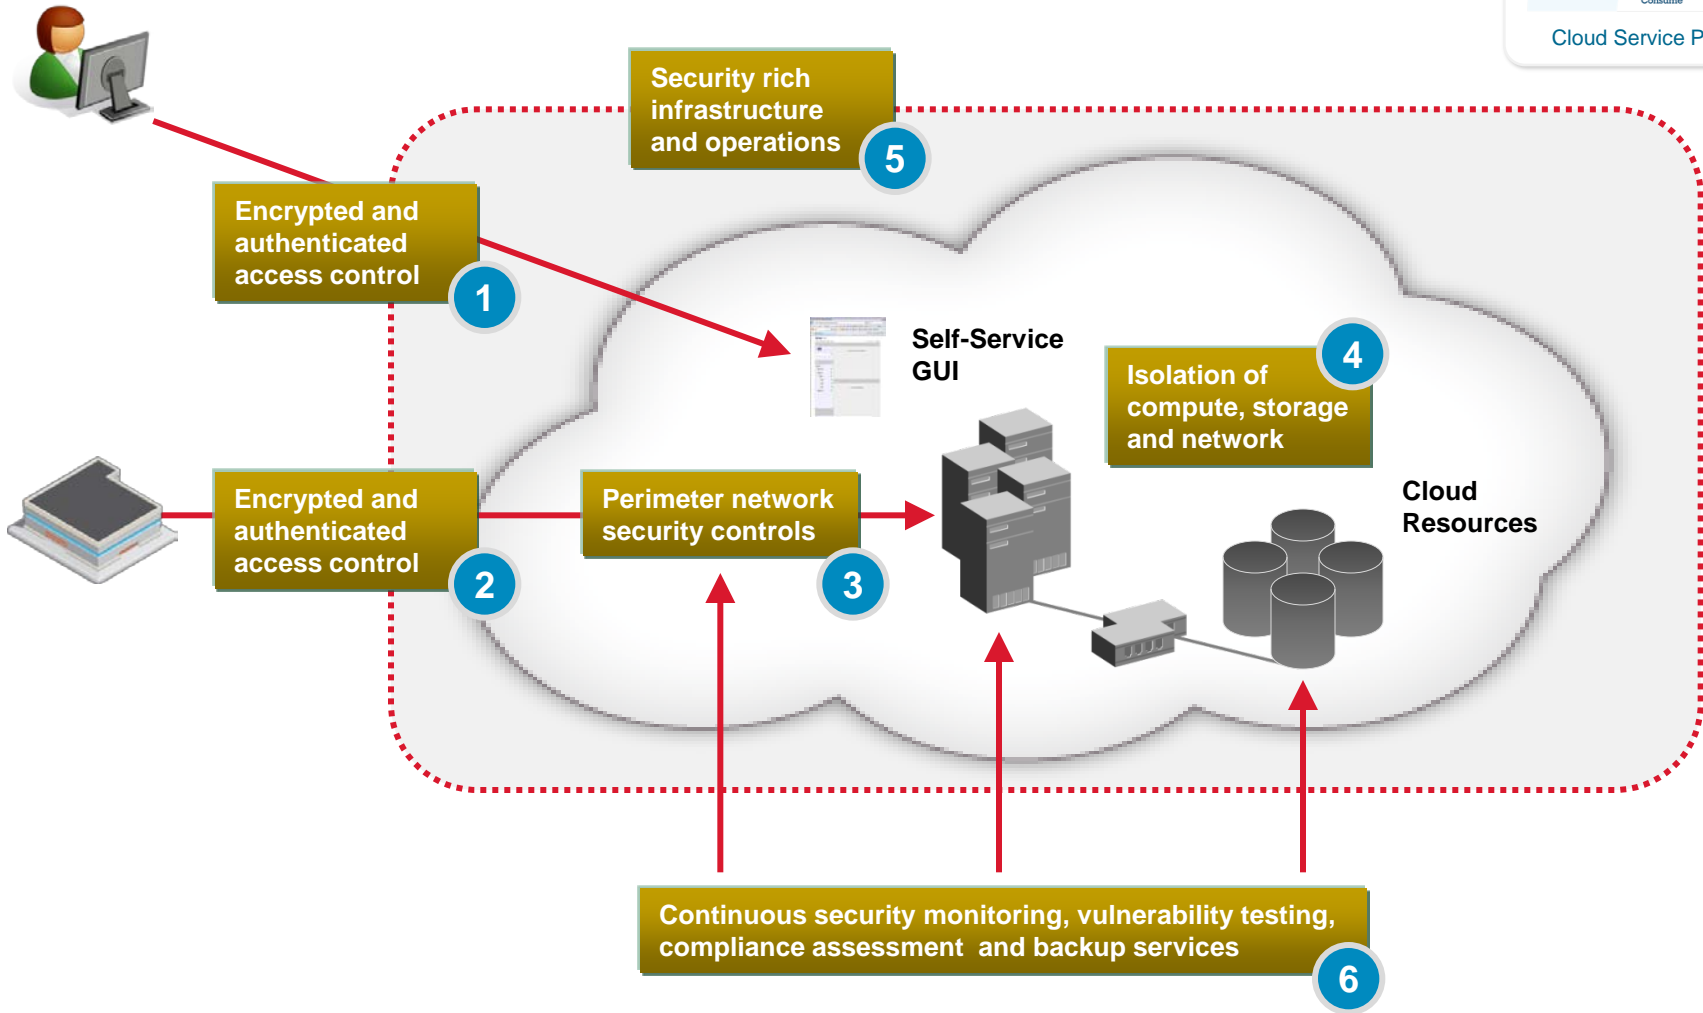 Consume
Cloud Service P
Security rich
infrastructure
and operations
5
Encrypted and
authenticated
access control
1
Self-Service
GUI
4
Isolation of
compute, storage
and network
Encrypted and
authenticated
access control
2
Perimeter network
security controls
3
Cloud
Resources
Continuous security monitoring, vulnerability testing,
compliance assessment and backup services
6